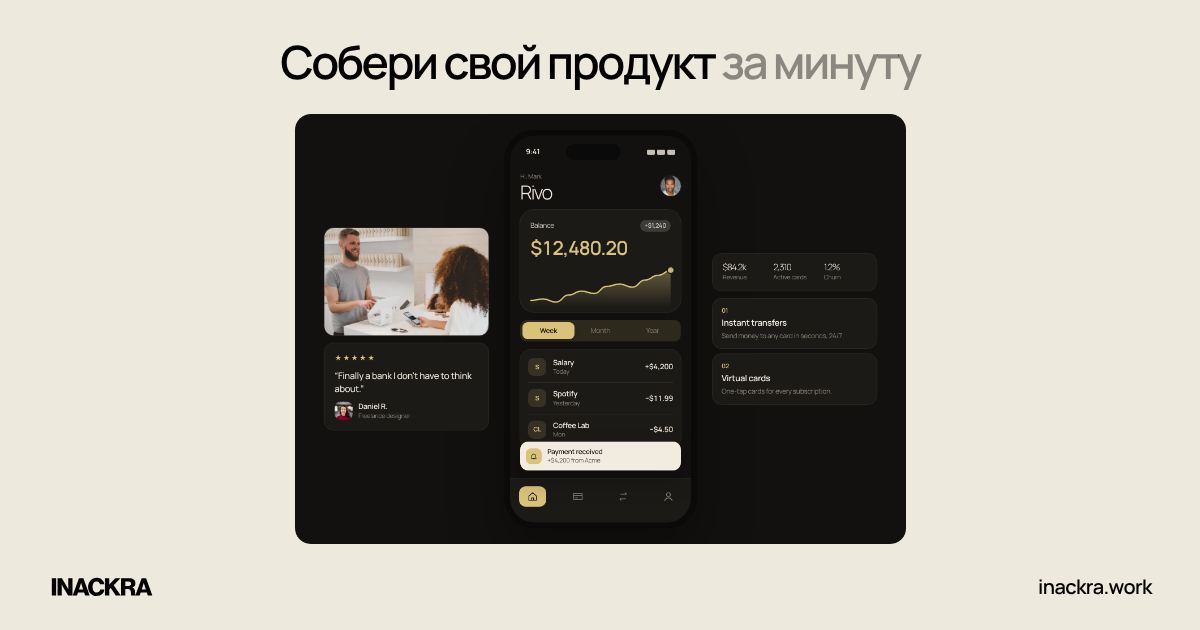 Собери свой продукт за минуту
9:41
Hi, Mark
Rivo
Balance
+$1,240
$12,480.20
Week
Month
Year
S
Salary
Today
+$4,200
S
Spotify
Yesterday
−$11.99
CL
Coffee Lab
Mon
−$4.50
Payment received
+$4,200 from Acme
★★★★★
“Finally a bank I don't have to think
about.”
Daniel R.
Freelance designer
$84.2k
Revenue
2,310
Active cards
1.2%
Churn
01
Instant transfers
Send money to any card in seconds, 24/7
02
Virtual cards
One-tap cards for every subscription.
INACKRA
inackra.work